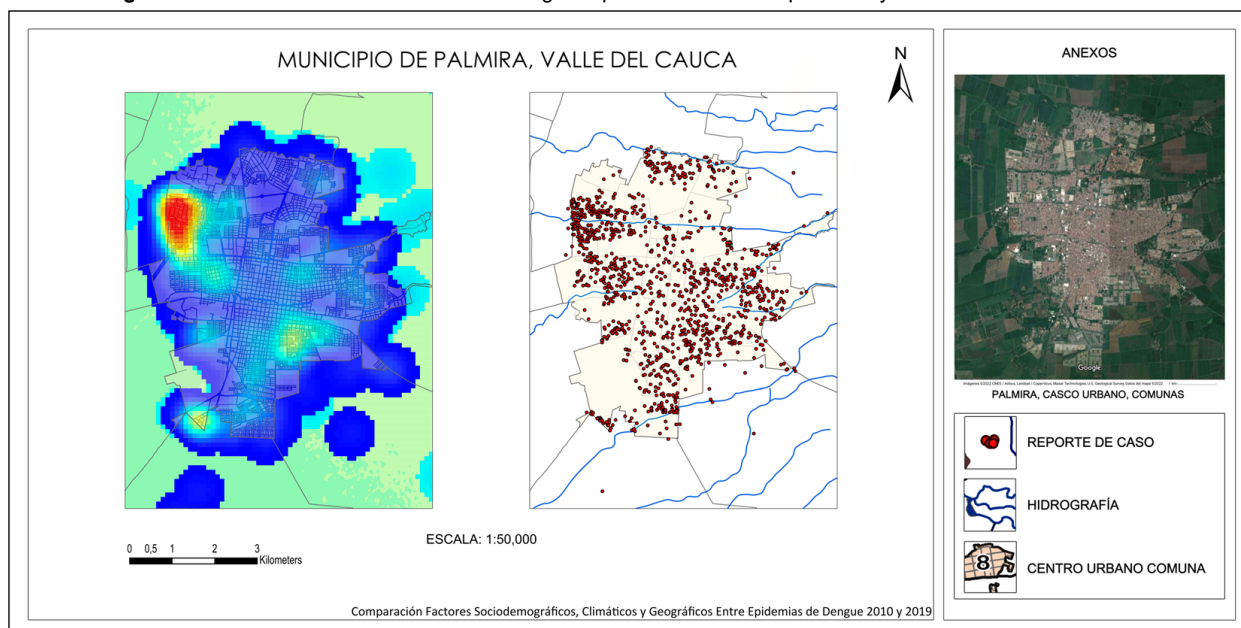 MUNICIPIO DE PALMIRA, VALLE DEL CAUCA
N
ESCALA: 1:50,000
0 0,5 1 2 3
Kilometers
Comparación Factores Sociodemográficos, Climáticos y Geográficos Entre Epidemias de Dengue 2010 y 2019
ANEXOS
Google
PALMIRA, CASCO URBANO, COMUNAS
REPORTE DE CASO
HIDROGRAFÍA
8
CENTRO URBANO COMUNA